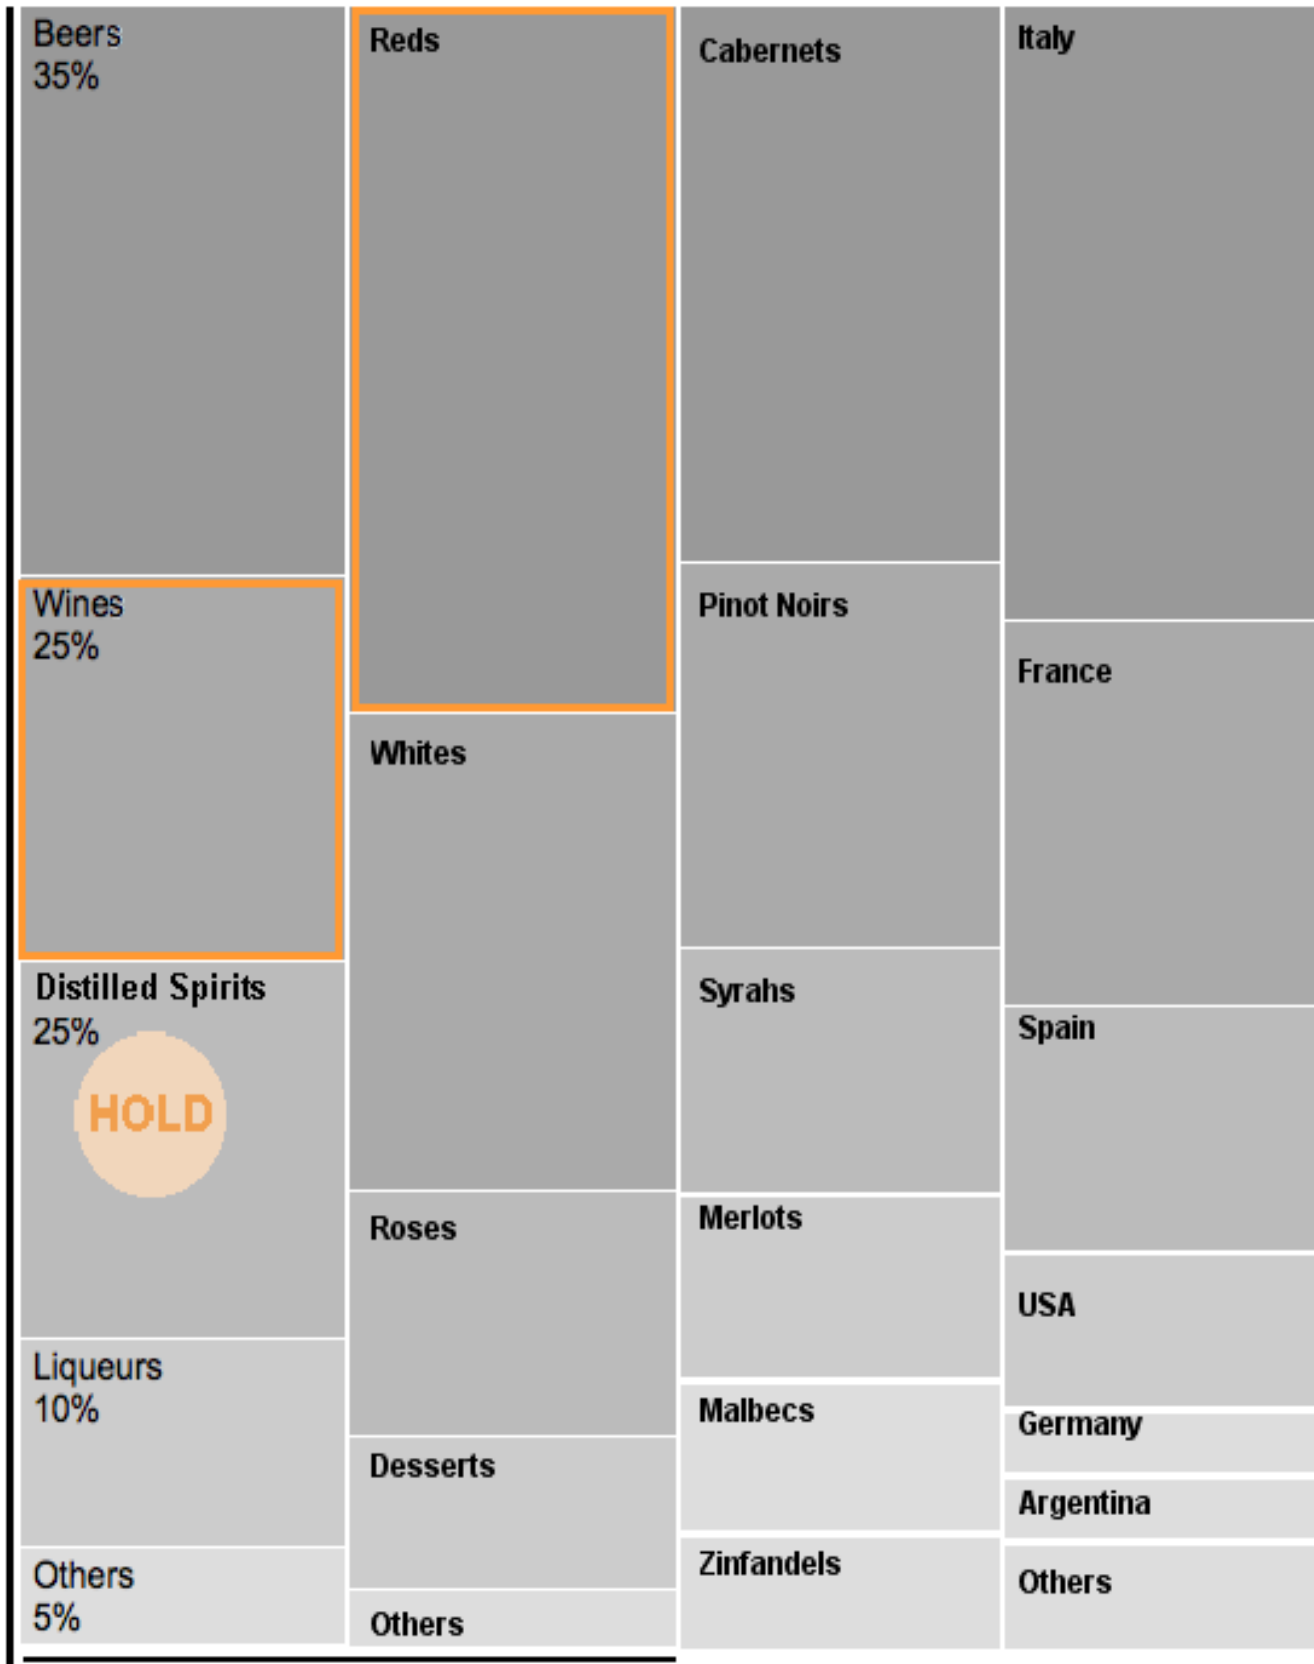 Beers
35%
Wines
25%
Distilled Spirits
25%
HOLD
Liqueurs
10%
Others
5%
Reds
Whites
Roses
Desserts
Others
Cabernets
Pinot Noirs
Syrahs
Merlots
Malbecs
Zinfandels
Italy
France
Spain
USA
Germany
Argentina
Others